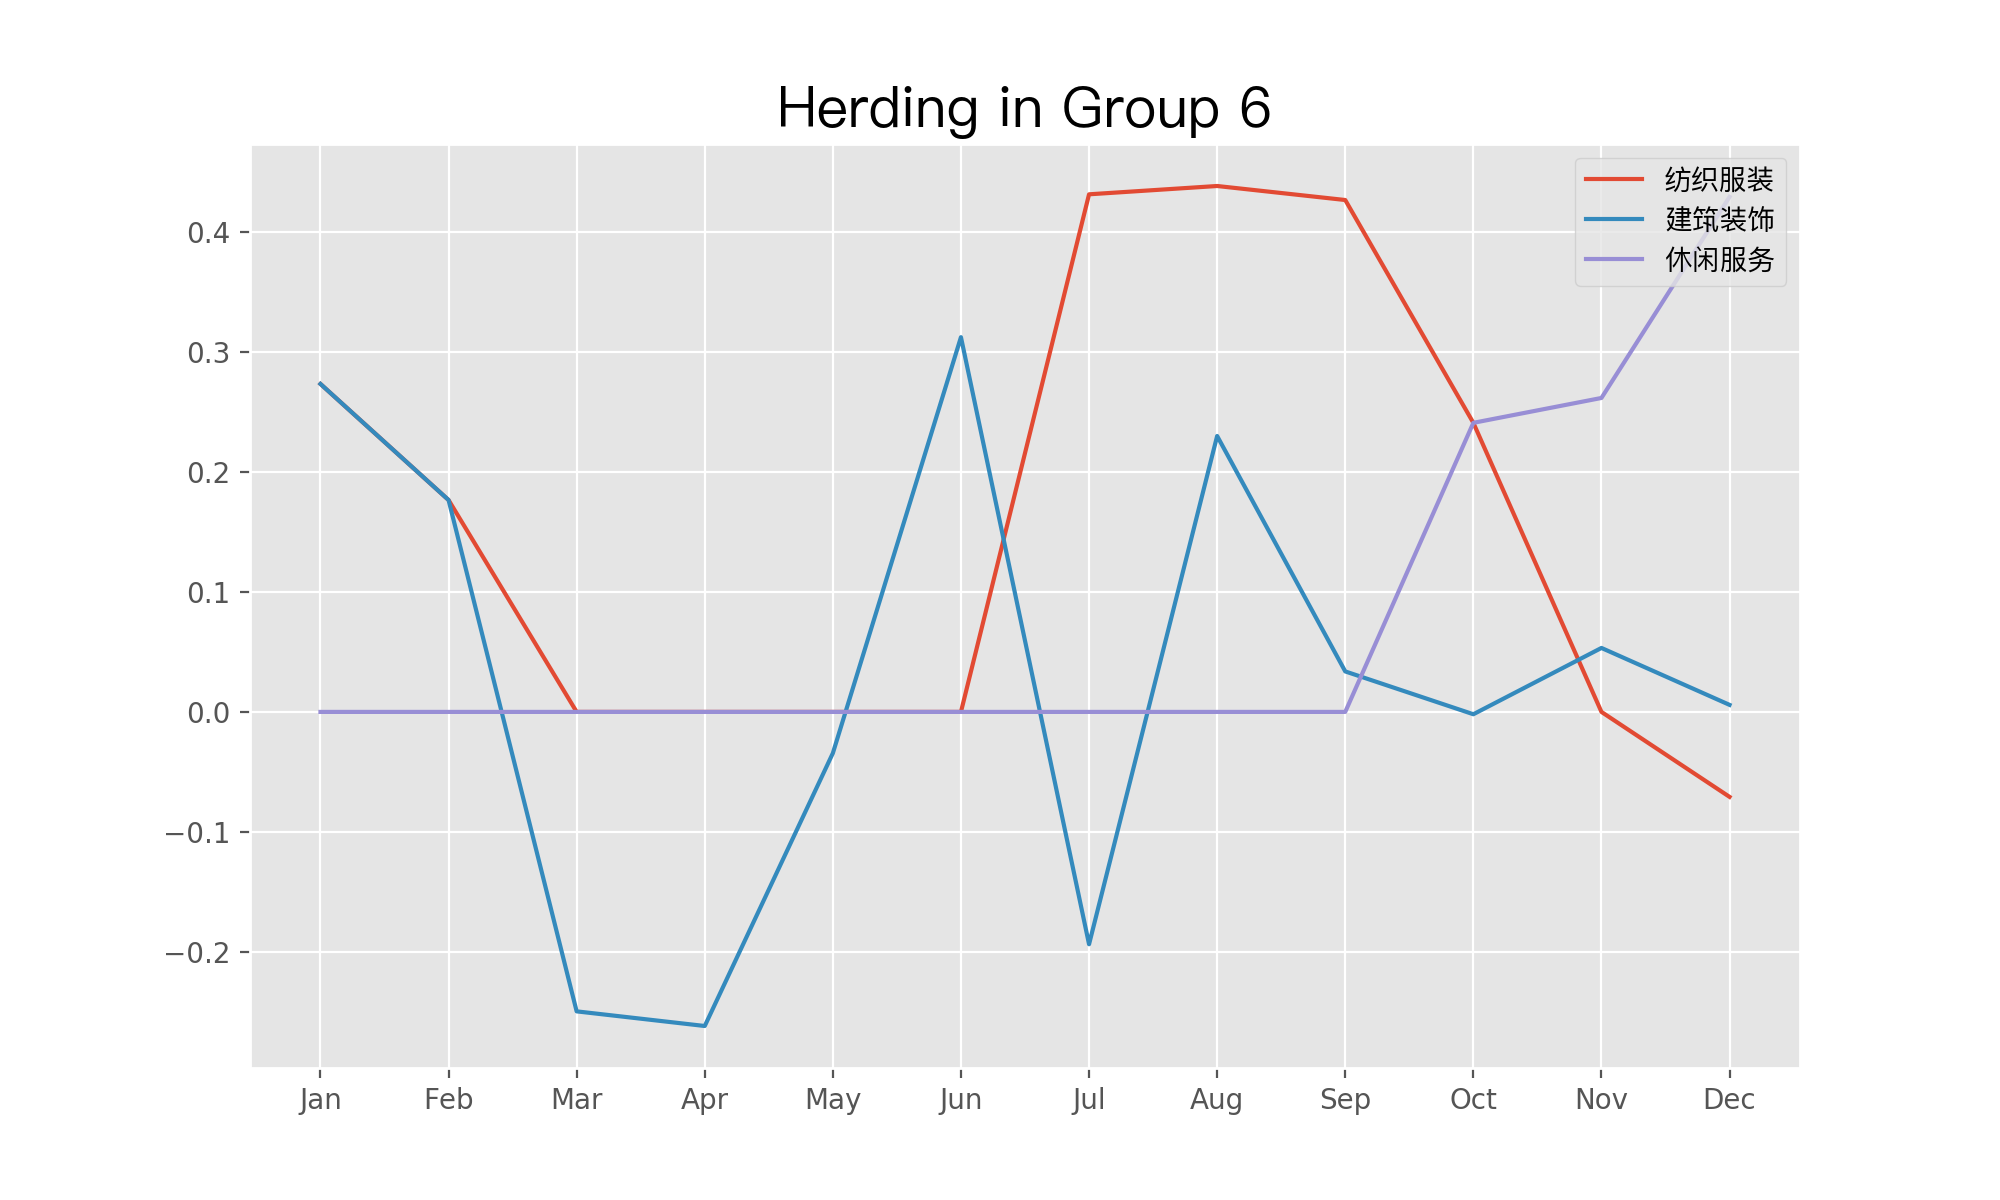 Herding in Group 6
纺织服装
建筑装饰
休闲服务
0.4
0.3
0.2
0.1
0.0
−0.1
−0.2
Jan Feb Mar Apr May Jun Jul Aug Sep Oct Nov Dec